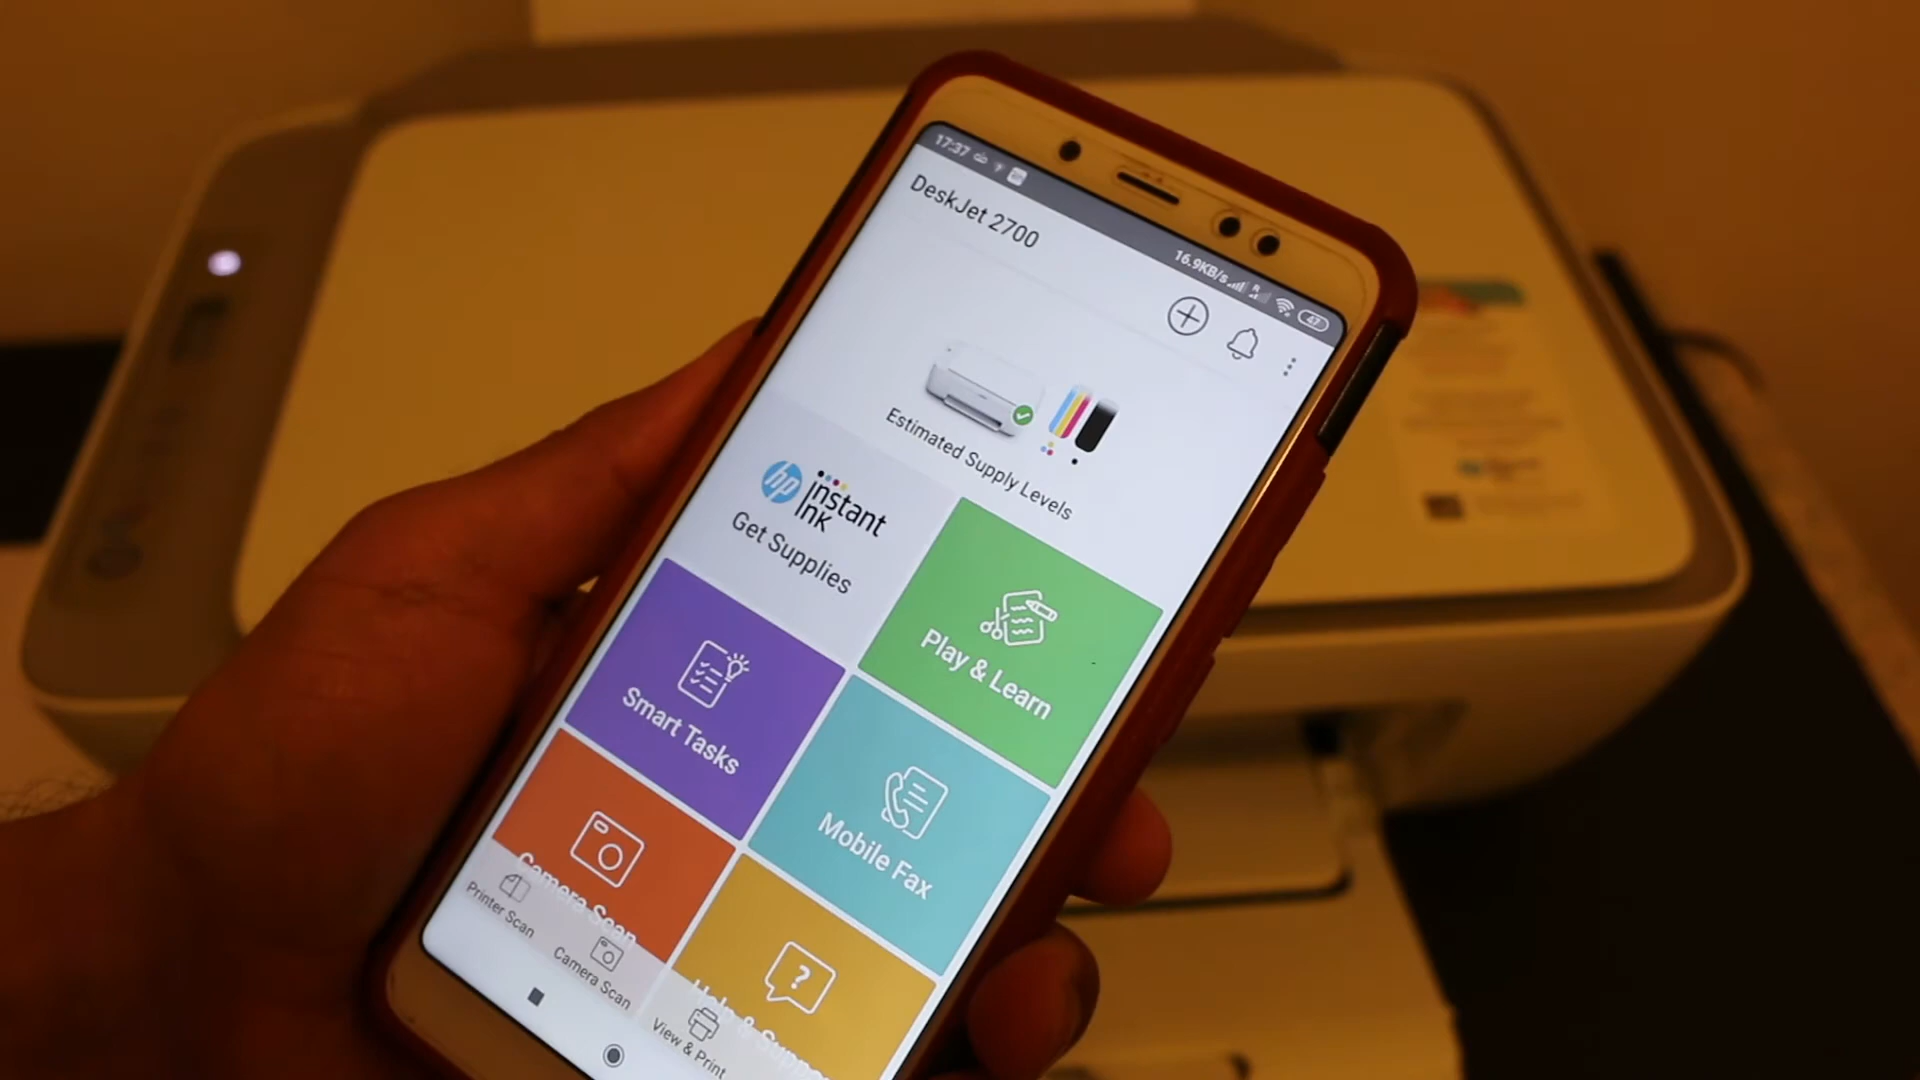 17:37
16.9KB/s
R
47
DeskJet 2700
Estimated Supply Levels
hp
instant
ink
Get Supplies
Play & Learn
Smart Tasks
Mobile Fax
Camera Scan
Printer Scan
Camera Scan
View & Print